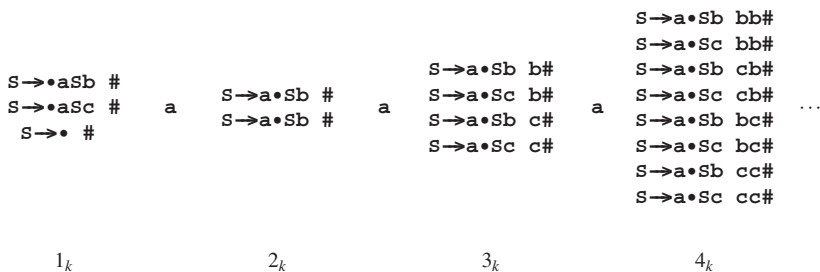 S→•aSb #
S→•aSc #
S→• #
a
S→a•Sb #
S→a•Sb #
a
S→a•Sb b#
S→a•Sc b#
S→a•Sb c#
S→a•Sc c#
a
S→a•Sb bb#
S→a•Sc bb#
S→a•Sb cb#
S→a•Sc cb#
S→a•Sb bc#
S→a•Sc bc#
S→a•Sb cc#
S→a•Sc cc#
...
1k
2k
3k
4k